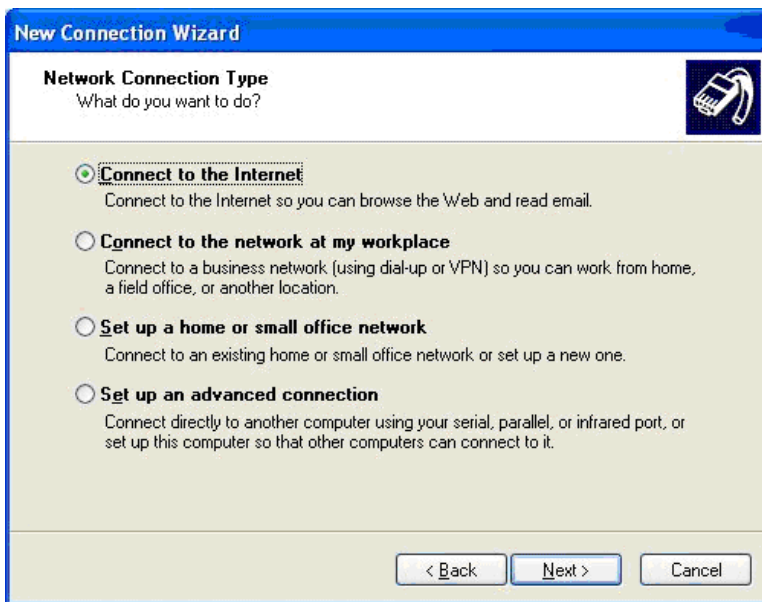 New Connection Wizard
Network Connection Type
What do you want to do?
Connect to the Internet
Connect to the Internet so you can browse the Web and read email.
Connect to the network at my workplace
Connect to a business network (using dial-up or VPN) so you can work from home,
a field office, or another location.
Set up a home or small office network
Connect to an existing home or small office network or set up a new one.
Set up an advanced connection
Connect directly to another computer using your serial, parallel, or infrared port, or
set up this computer so that other computers can connect to it.
< Back Next > Cancel